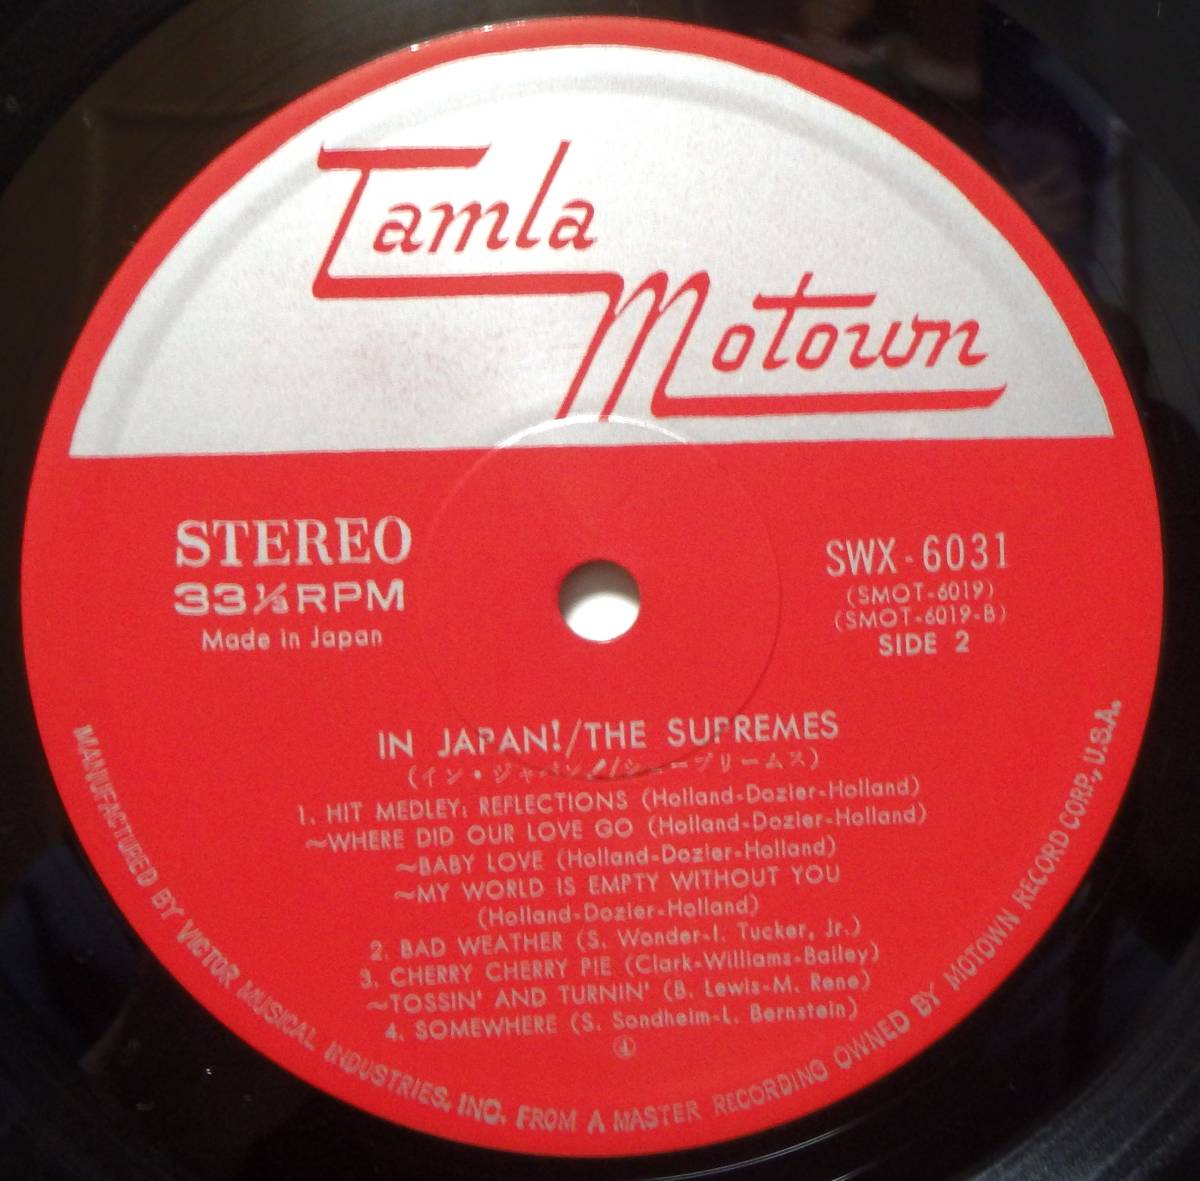 Tamla
Motown
STEREO
33⅓RPM
Made in Japan
SWX-6031
(SMOT-6019)
(SMOT-6019-B)
SIDE 2
IN JAPAN!/THE SUPREMES
(イン・ジャパン!/シュープリームス)
1. HIT MEDLEY; REFLECTIONS (Holland-Dozier-Holland)
~WHERE DID OUR LOVE GO (Holland-Dozier-Holland)
~BABY LOVE (Holland-Dozier-Holland)
~MY WORLD IS EMPTY WITHOUT YOU
(Holland-Dozier-Holland)
2. BAD WEATHER (S. Wonder-I. Tucker, Jr.)
3. CHERRY CHERRY PIE (Clark-Williams-Bailey)
~TOSSIN' AND TURNIN' (B. Lewis-M. Rene)
4. SOMEWHERE (S. Sondheim-L. Bernstein)
④
MANUFACTURED BY VICTOR MUSICAL INDUSTRIES, INC. FROM A MASTER RECORDING OWNED BY MOTOWN RECORD CORP., U.S.A.